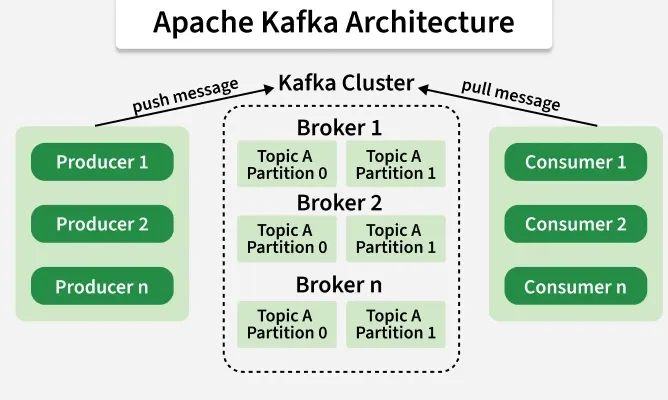 Apache Kafka Architecture
push message
Kafka Cluster
pull message
Producer 1
Producer 2
Producer n
Broker 1
Topic A
Partition 0
Topic A
Partition 1
Broker 2
Topic A
Partition 0
Topic A
Partition 1
Broker n
Topic A
Partition 0
Topic A
Partition 1
Consumer 1
Consumer 2
Consumer n